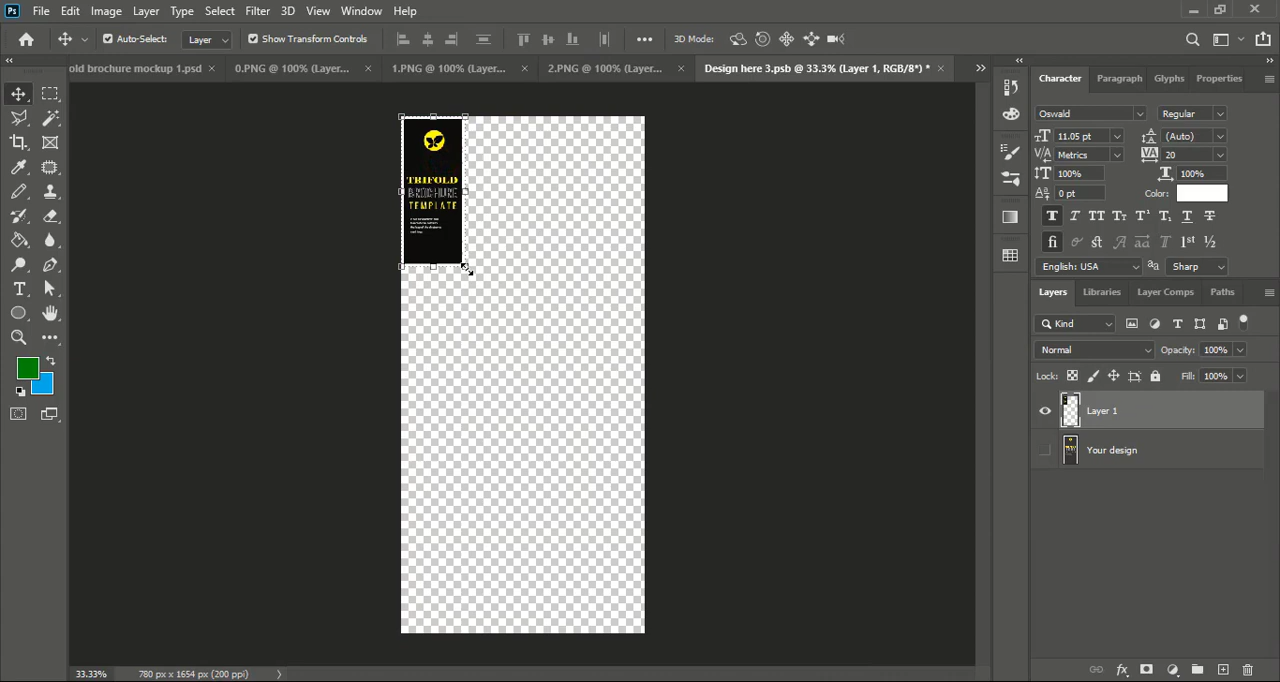 Ps File Edit Image Layer Type Select Filter 3D View Window Help
Auto-Select: Layer Show Transform Controls 3D Mode:
old brochure mockup 1.psd 0.PNG @ 100% (Layer... 1.PNG @ 100% (Layer... 2.PNG @ 100% (Layer... Design here 3.psb @ 33.3% (Layer 1, RGB/8*) *
TRIFOLD
BROCHURE
TEMPLATE
Character Paragraph Glyphs Properties
Oswald Regular
11.05 pt (Auto)
Metrics 20
100% 100%
0 pt Color:
English: USA Sharp
Layers Libraries Layer Comps Paths
Kind
Normal Opacity: 100%
Lock: Fill: 100%
Layer 1
Your design
33.33% 780 px x 1654 px (200 ppi)